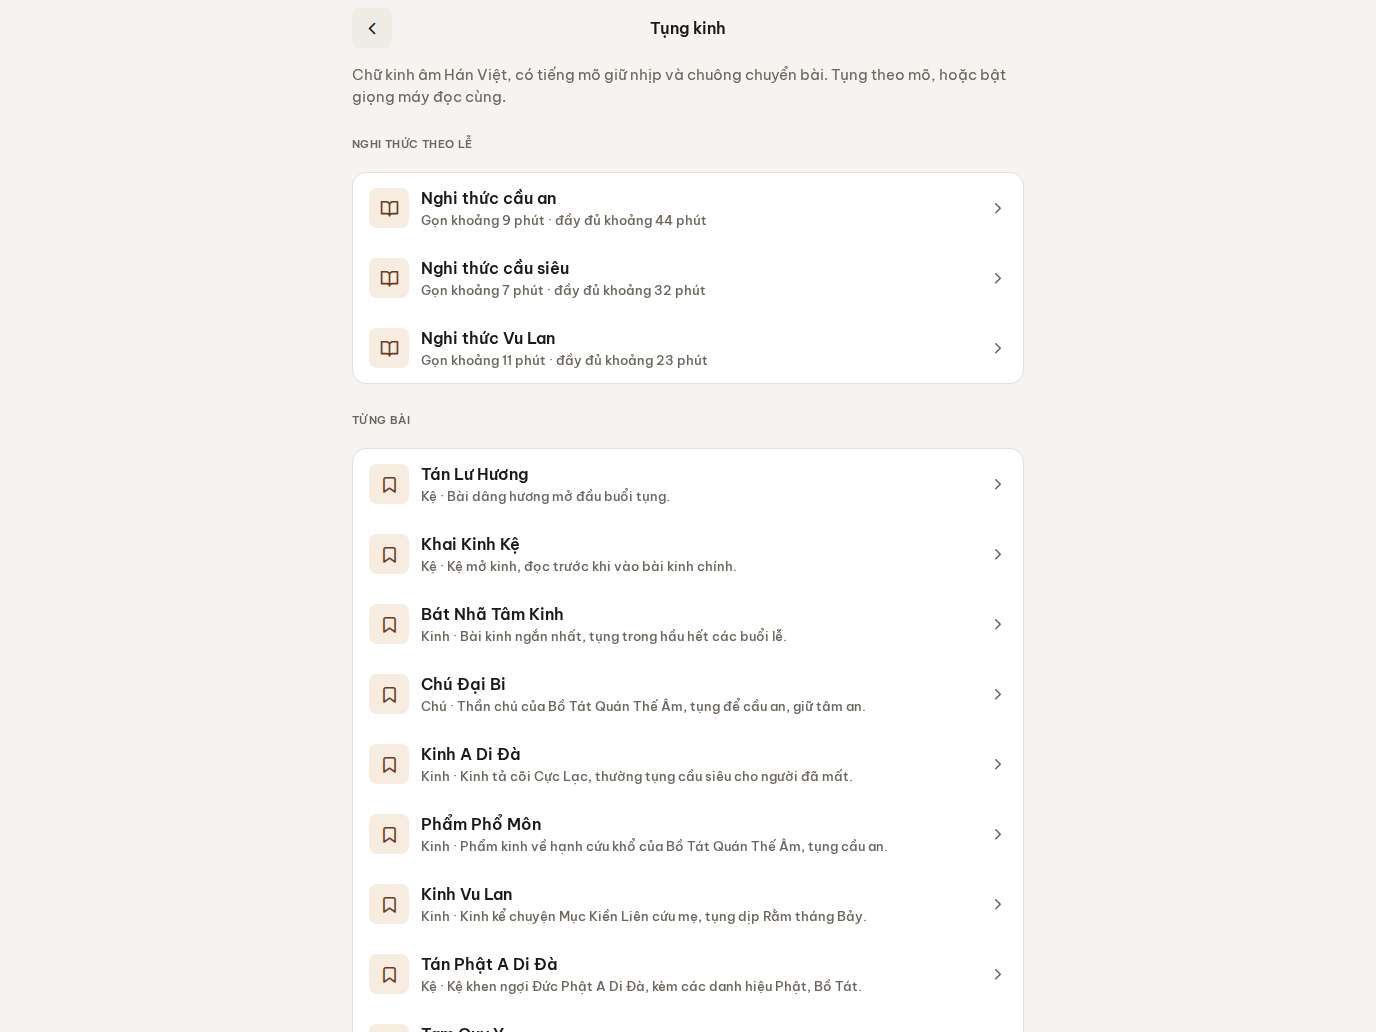 Tụng kinh
Chữ kinh âm Hán Việt, có tiếng mõ giữ nhịp và chuông chuyển bài. Tụng theo mõ, hoặc bật
giọng máy đọc cùng.
NGHI THỨC THEO LỄ
Nghi thức cầu an
Gọn khoảng 9 phút · đầy đủ khoảng 44 phút
Nghi thức cầu siêu
Gọn khoảng 7 phút · đầy đủ khoảng 32 phút
Nghi thức Vu Lan
Gọn khoảng 11 phút · đầy đủ khoảng 23 phút
TỪNG BÀI
Tán Lư Hương
Kệ · Bài dâng hương mở đầu buổi tụng.
Khai Kinh Kệ
Kệ · Kệ mở kinh, đọc trước khi vào bài kinh chính.
Bát Nhã Tâm Kinh
Kinh · Bài kinh ngắn nhất, tụng trong hầu hết các buổi lễ.
Chú Đại Bi
Chú · Thần chú của Bồ Tát Quán Thế Âm, tụng để cầu an, giữ tâm an.
Kinh A Di Đà
Kinh · Kinh tả cõi Cực Lạc, thường tụng cầu siêu cho người đã mất.
Phẩm Phổ Môn
Kinh · Phẩm kinh về hạnh cứu khổ của Bồ Tát Quán Thế Âm, tụng cầu an.
Kinh Vu Lan
Kinh · Kinh kể chuyện Mục Kiền Liên cứu mẹ, tụng dịp Rằm tháng Bảy.
Tán Phật A Di Đà
Kệ · Kệ khen ngợi Đức Phật A Di Đà, kèm các danh hiệu Phật, Bồ Tát.
Tam Quy Y